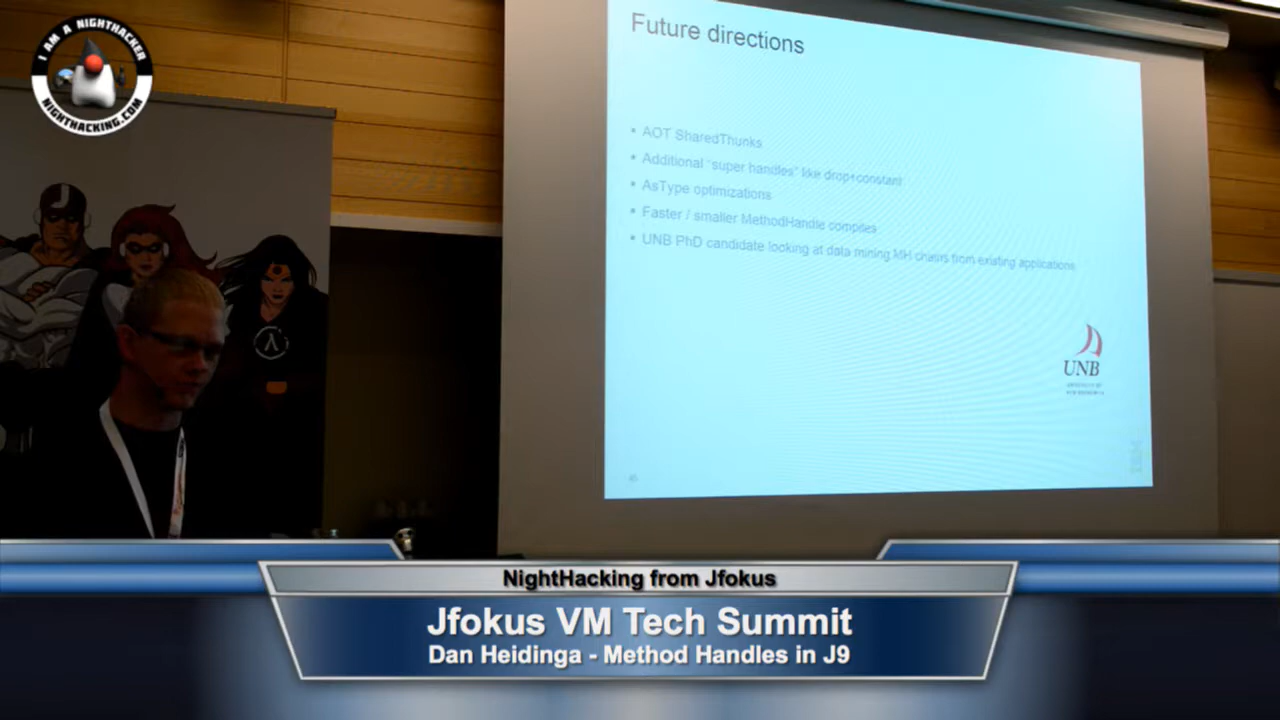 I AM A NIGHTHACKER
NIGHTHACKING.COM
Future directions
AOT SharedThunks
Additional "super handles" like drop+constant
AsType optimizations
Faster / smaller MethodHandle compiles
UNB PhD candidate looking at data mining MH chains from existing applications
UNB
IBM
NightHacking from Jfokus
Jfokus VM Tech Summit
Dan Heidinga - Method Handles in J9